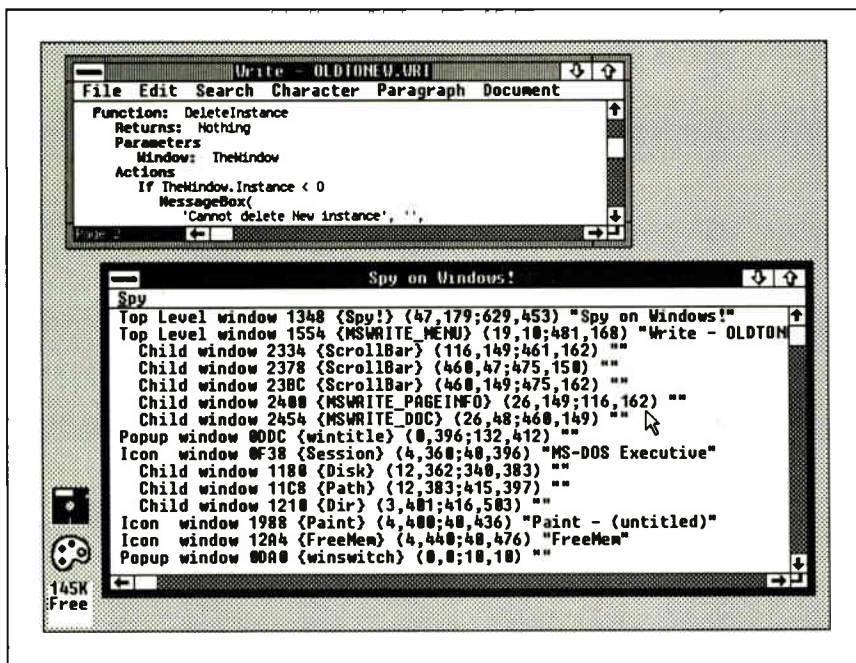 Write - OLDTONEW.WRI
File Edit Search Character Paragraph Document
Function: DeleteInstance
Returns: Nothing
Parameters
Window: TheWindow
Actions
If TheWindow.Instance < 0
MessageBox(
'Cannot delete New instance', '',
Page 2
Spy on Windows!
Spy
Top Level window 1348 {Spy!} (47,179;629,453) "Spy on Windows!"
Top Level window 1554 {MSWRITE_MENU} (19,10;481,168) "Write - OLDTON
Child window 2334 {ScrollBar} (116,149;461,162) ""
Child window 2378 {ScrollBar} (460,47;475,150) ""
Child window 23BC {ScrollBar} (460,149;475,162) ""
Child window 2400 {MSWRITE_PAGEINFO} (26,149;116,162) ""
Child window 2454 {MSWRITE_DOC} (26,48;460,149) ""
Popup window 0DDC {wintitle} (0,396;132,412) ""
Icon window 0F38 {Session} (4,360;40,396) "MS-DOS Executive"
Child window 1180 {Disk} (12,362;340,383) ""
Child window 11C8 {Path} (12,383;415,397) ""
Child window 1210 {Dir} (3,401;416,503) ""
Icon window 1988 {Paint} (4,400;40,436) "Paint - (untitled)"
Icon window 12A4 {FreeMem} (4,440;40,476) "FreeMem"
Popup window 0DA0 {winswitch} (0,0;10,10) ""
145K
Free